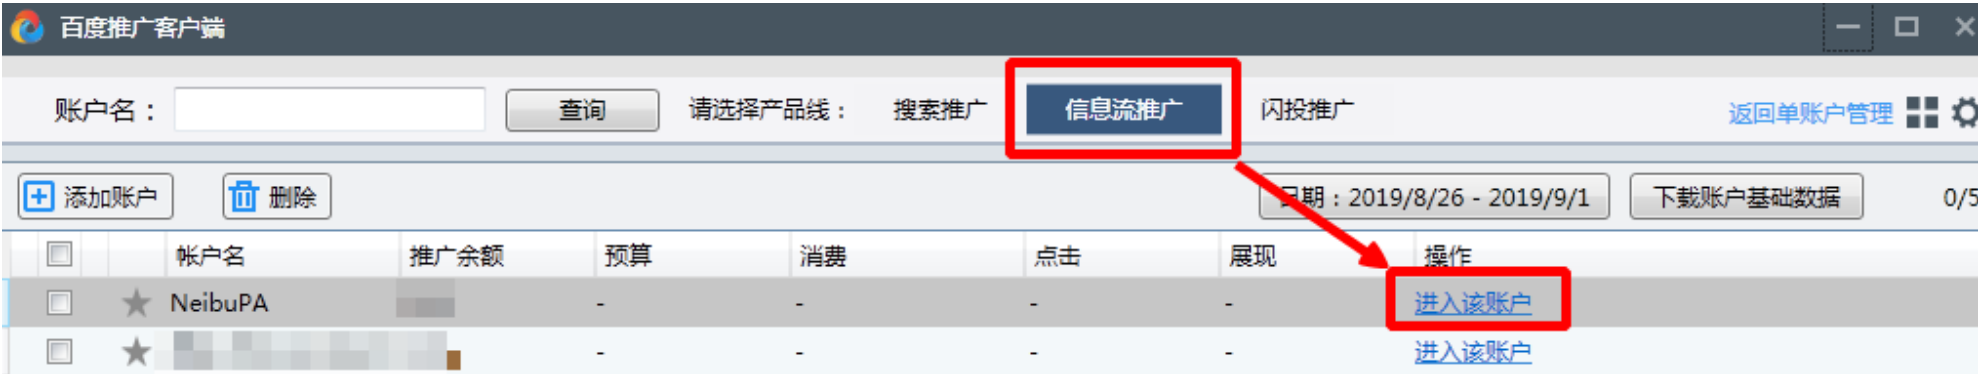 百度推广客户端
账户名： 查询 请选择产品线： 搜索推广 信息流推广 闪投推广 返回单账户管理
添加账户 删除 日期：2019/8/26 - 2019/9/1 下载账户基础数据 0/5
帐户名 推广余额 预算 消费 点击 展现 操作
NeibuPA - - - - 进入该账户
- - - - 进入该账户